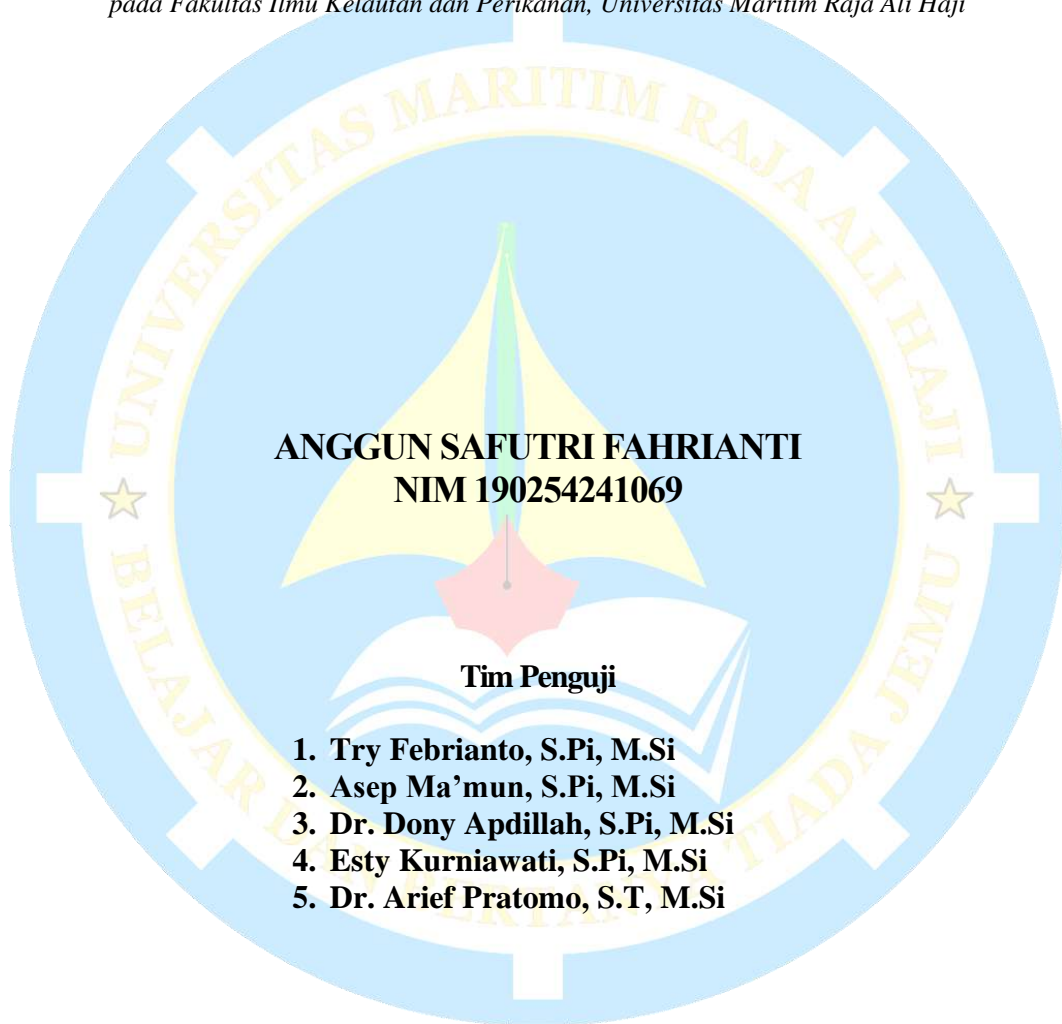 pada Fakultas Ilmu Kelautan dan Perikanan, Universitas Maritim Raja Ali Haji
UNIVERSITAS MARITIM RAJA ALI HAJI
ANGGUN SAFUTRI FAHRIANTI
NIM 190254241069
Tim Penguji
1. Try Febrianto, S.Pi, M.Si
2. Asep Ma’mun, S.Pi, M.Si
3. Dr. Dony Apdillah, S.Pi, M.Si
4. Esty Kurniawati, S.Pi, M.Si
5. Dr. Arief Pratomo, S.T, M.Si
BELAJAR DAN BERTANYA TIADA JEMU